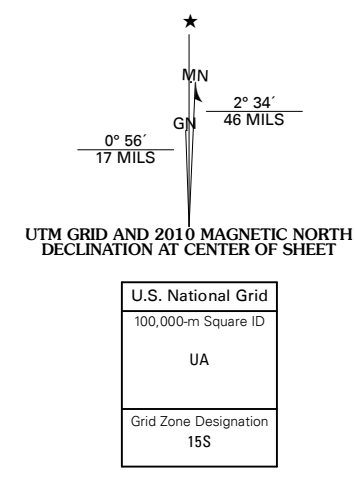 ★
MN
2° 34´
46 MILS
GN
0° 56´
17 MILS
UTM GRID AND 2010 MAGNETIC NORTH
DECLINATION AT CENTER OF SHEET
U.S. National Grid
100,000-m Square ID
UA
Grid Zone Designation
15S